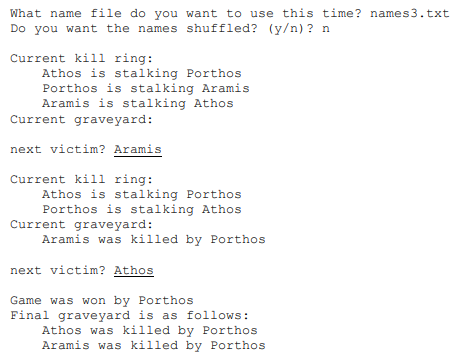 What name file do you want to use this time? names3.txt
Do you want the names shuffled? (y/n)? n
Current kill ring:
    Athos is stalking Porthos
    Porthos is stalking Aramis
    Aramis is stalking Athos
Current graveyard:
next victim? Aramis
Current kill ring:
    Athos is stalking Porthos
    Porthos is stalking Athos
Current graveyard:
    Aramis was killed by Porthos
next victim? Athos
Game was won by Porthos
Final graveyard is as follows:
    Athos was killed by Porthos
    Aramis was killed by Porthos